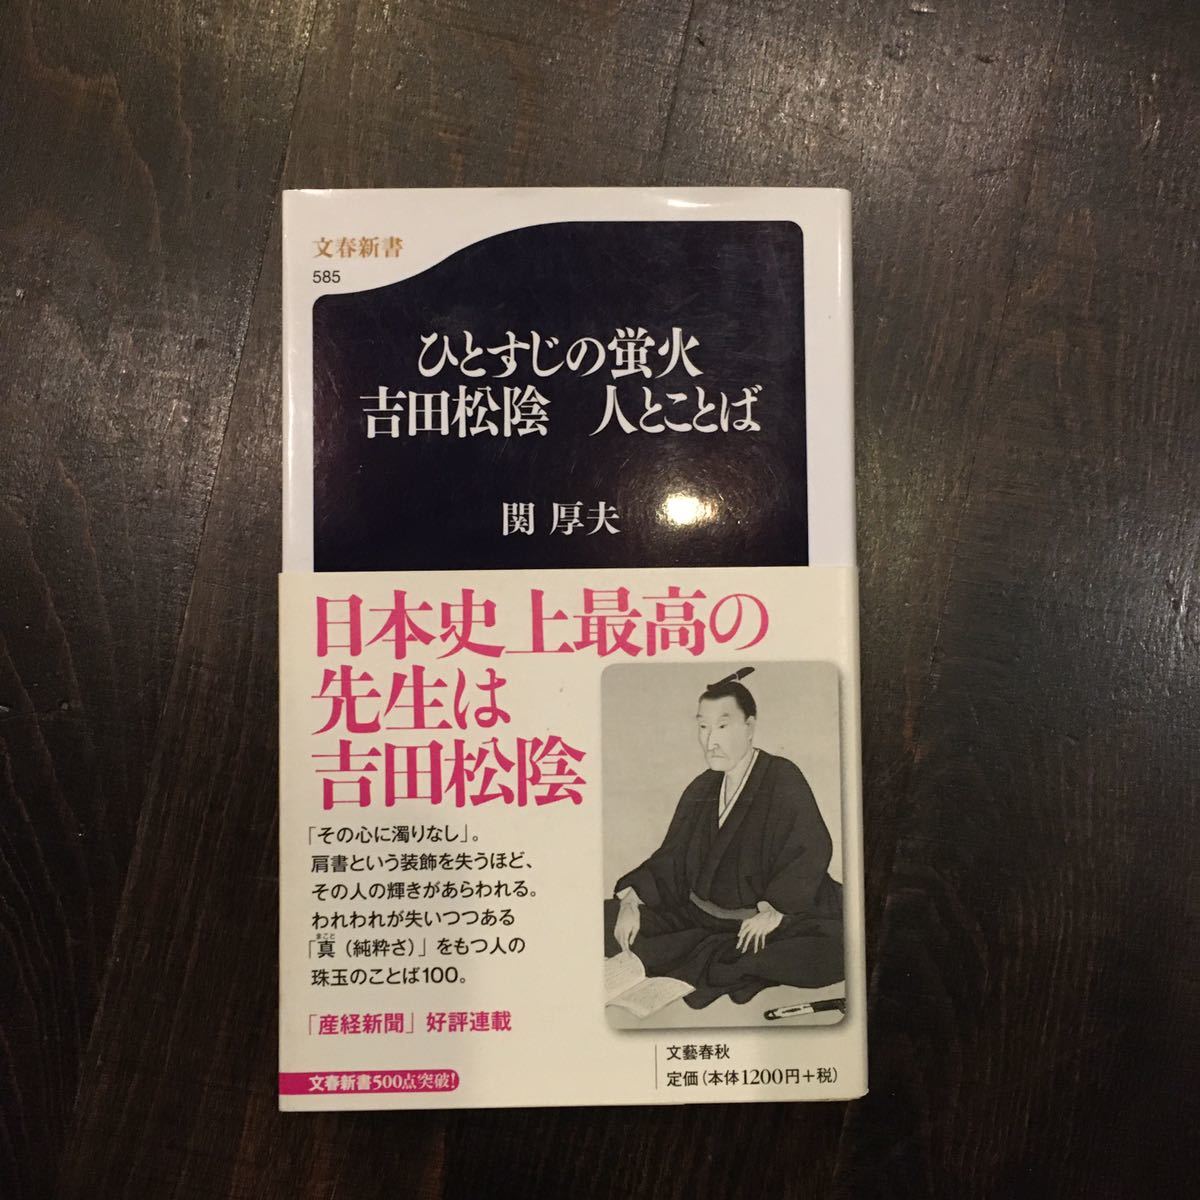 文春新書
585
ひとすじの蛍火
吉田松陰 人とことば
関 厚夫
日本史上最高の
先生は
吉田松陰
「その心に濁りなし」。
肩書という装飾を失うほど、
その人の輝きがあらわれる。
われわれが失いつつある
まこと
「真（純粋さ）」をもつ人の
珠玉のことば100。
「産経新聞」好評連載
文春新書500点突破!
文藝春秋
定価（本体1200円+税）